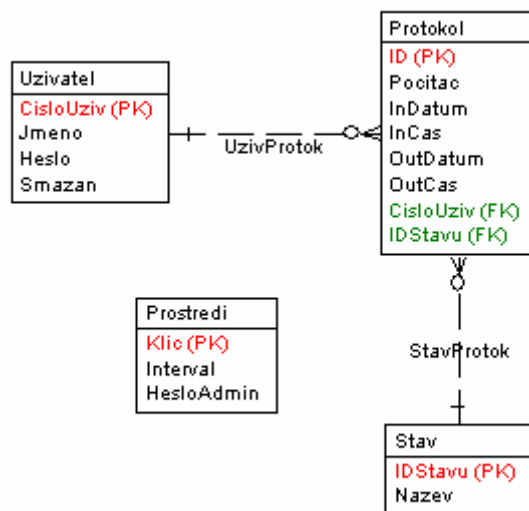 Protokol
ID (PK)
Pocitac
InDatum
InCas
OutDatum
OutCas
CisloUziv (FK)
IDStavu (FK)
Uzivatel
CisloUziv (PK)
Jmeno
Heslo
Smazan
UzivProtok
Prostredi
Klic (PK)
Interval
HesloAdmin
StavProtok
Stav
IDStavu (PK)
Nazev